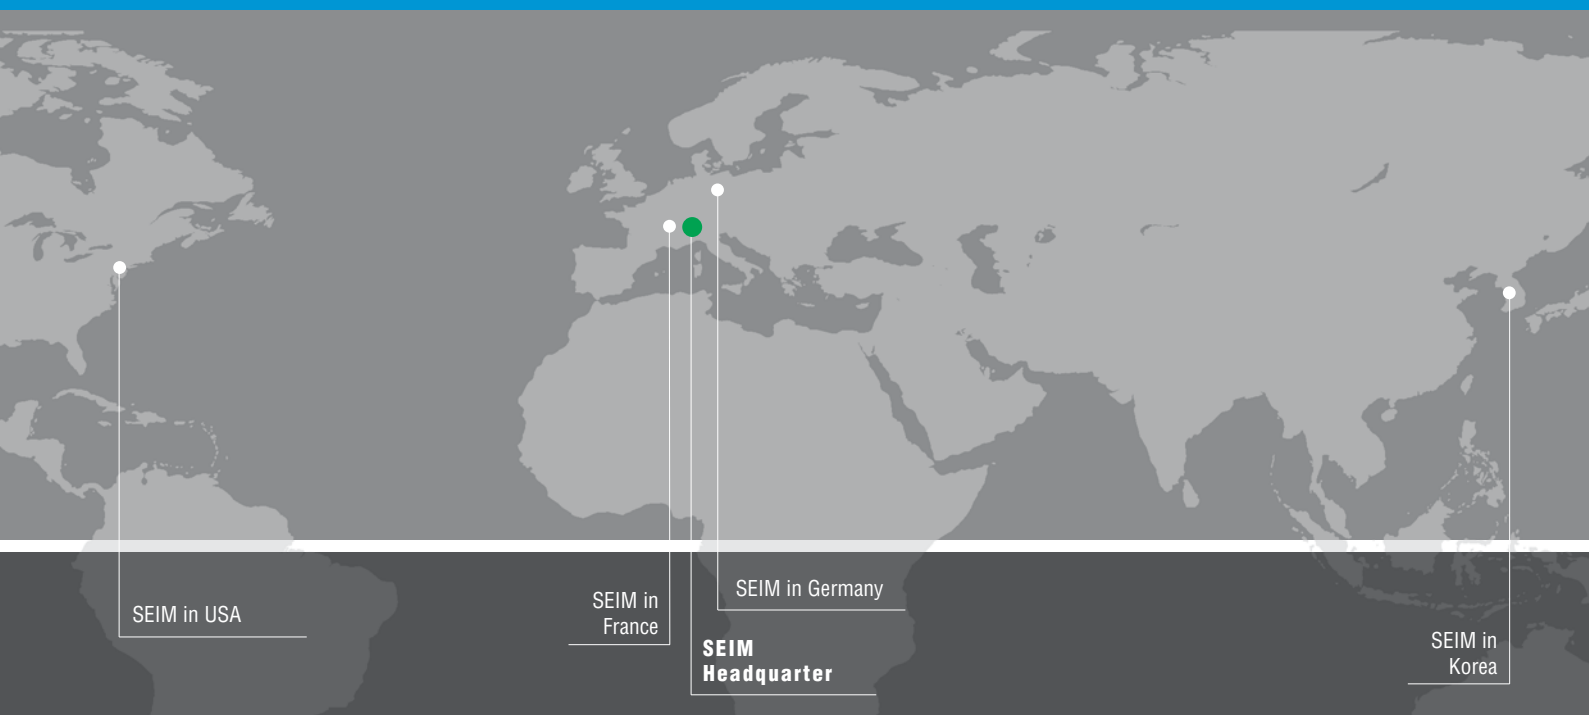 SEIM in USA
SEIM in
France
SEIM in Germany
SEIM
Headquarter
SEIM in
Korea